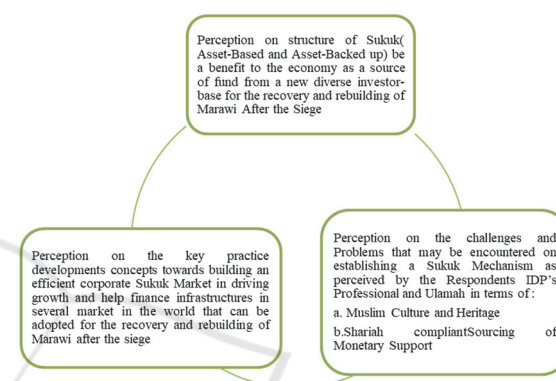 Perception on structure of Sukuk(
Asset-Based and Asset-Backed up) be
a benefit to the economy as a source
of fund from a new diverse investor-
base for the recovery and rebuilding of
Marawi After the Siege
Perception on the key practice
developments concepts towards building an
efficient corporate Sukuk Market in driving
growth and help finance infrastructures in
several market in the world that can be
adopted for the recovery and rebuilding of
Marawi after the siege
Perception on the challenges and
Problems that may be encountered on
establishing a Sukuk Mechanism as
perceived by the Respondents IDP’s
Professional and Ulamah in terms of :
a. Muslim Culture and Heritage
b.Shariah compliantSourcing of
Monetary Support